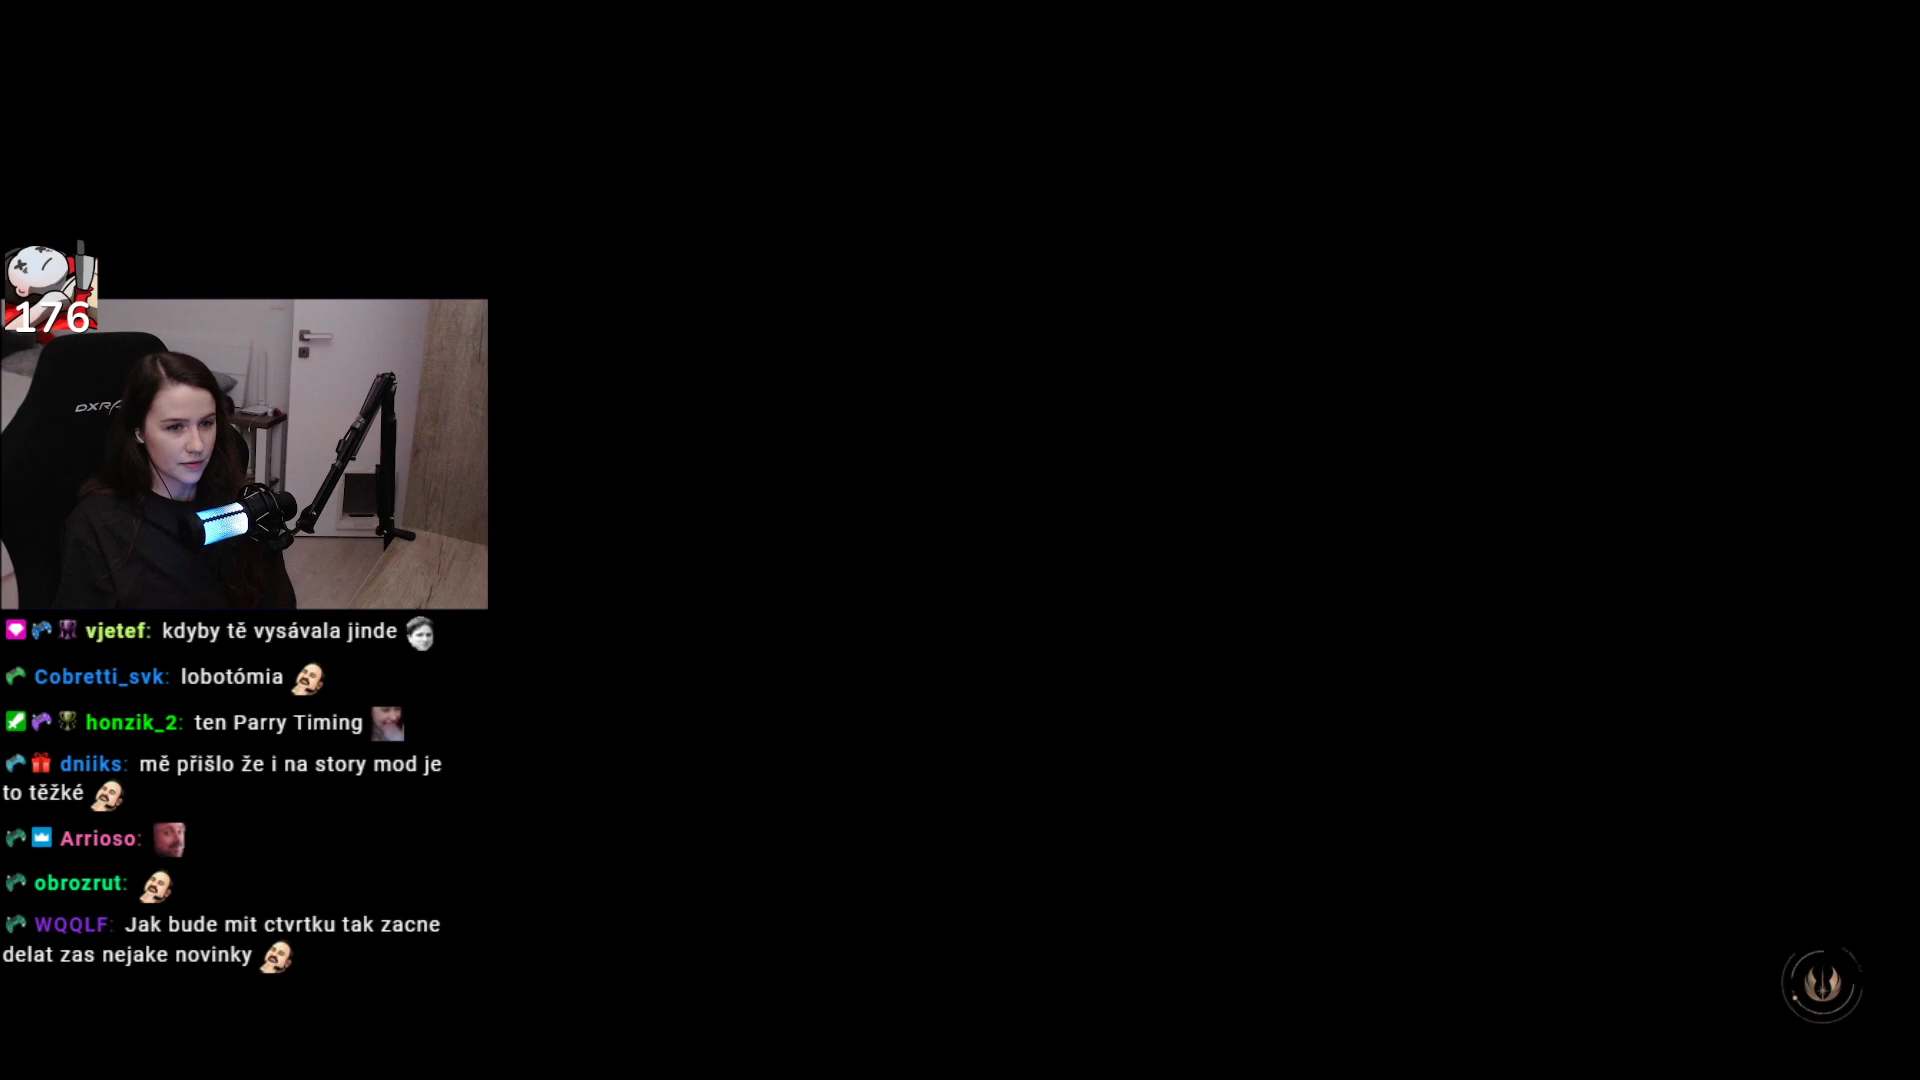 176
DXRA
vjetef: kdyby tě vysávala jinde
Cobretti_svk: lobotómia
honzik_2: ten Parry Timing
dniiks: mě přišlo že i na story mod je
to těžké
Arrioso:
obrozrut:
WQQLF: Jak bude mit ctvrtku tak zacne
delat zas nejake novinky